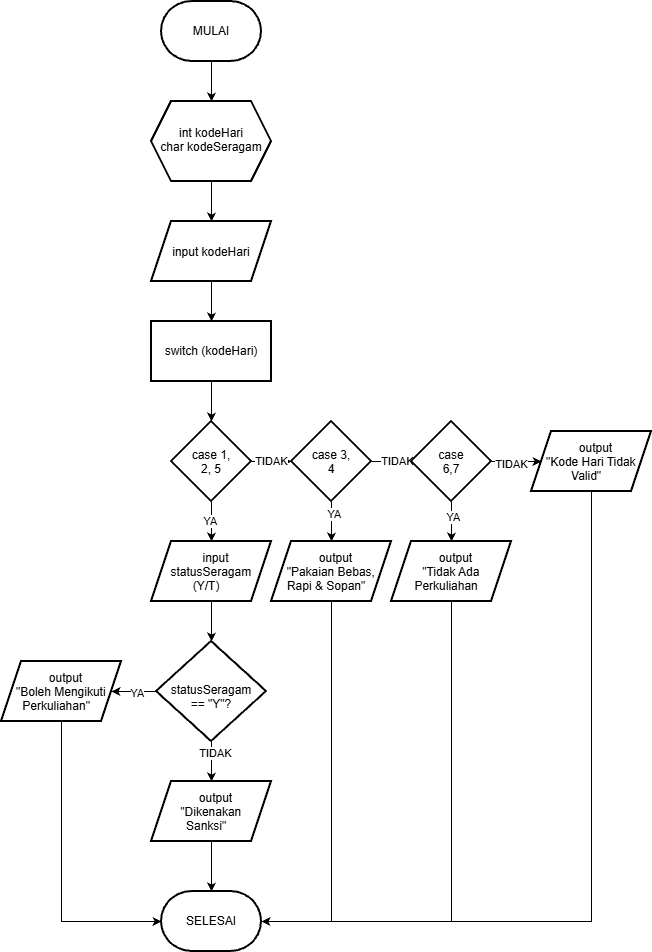 MULAI
int kodeHari
char kodeSeragam
input kodeHari
switch (kodeHari)
case 1,
2, 5
TIDAK
case 3,
4
TIDAK
case
6,7
TIDAK
output
"Kode Hari Tidak
Valid"
YA
YA
YA
input
statusSeragam
(Y/T)
output
"Pakaian Bebas,
Rapi & Sopan"
output
"Tidak Ada
Perkuliahan
statusSeragam
== "Y"?
YA
output
"Boleh Mengikuti
Perkuliahan"
TIDAK
output
"Dikenakan
Sanksi"
SELESAI